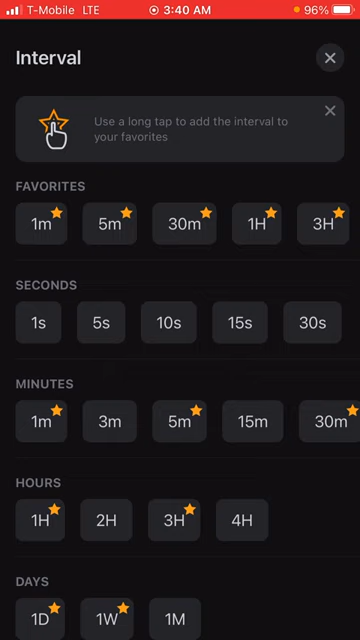 T-Mobile LTE 3:40 AM 96%
Interval
Use a long tap to add the interval to
your favorites
FAVORITES
1m 5m 30m 1H 3H
SECONDS
1s 5s 10s 15s 30s
MINUTES
1m 3m 5m 15m 30m
HOURS
1H 2H 3H 4H
DAYS
1D 1W 1M